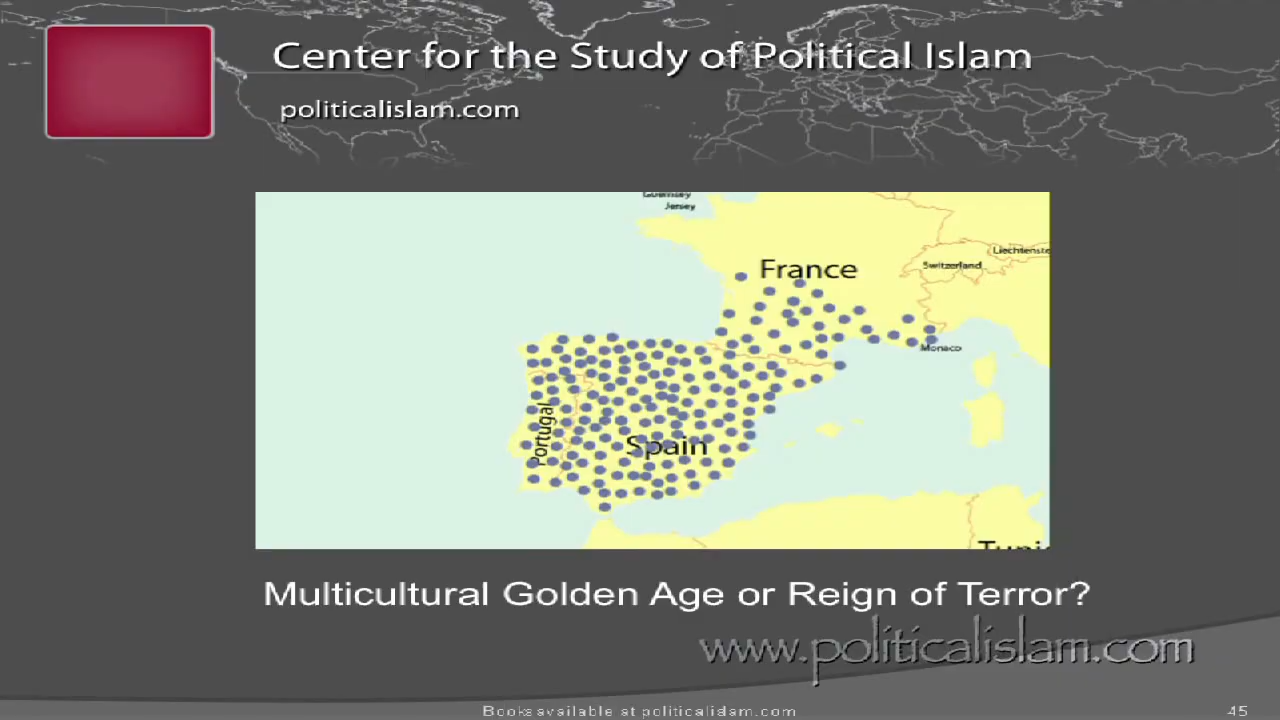 Center for the Study of Political Islam
politicalislam.com
Guernsey
Jersey
France
Liechtenste
Switzerland
Monaco
Portugal
Spain
Tunis
Multicultural Golden Age or Reign of Terror?
www.politicalislam.com
Books available at politicalislam.com
45